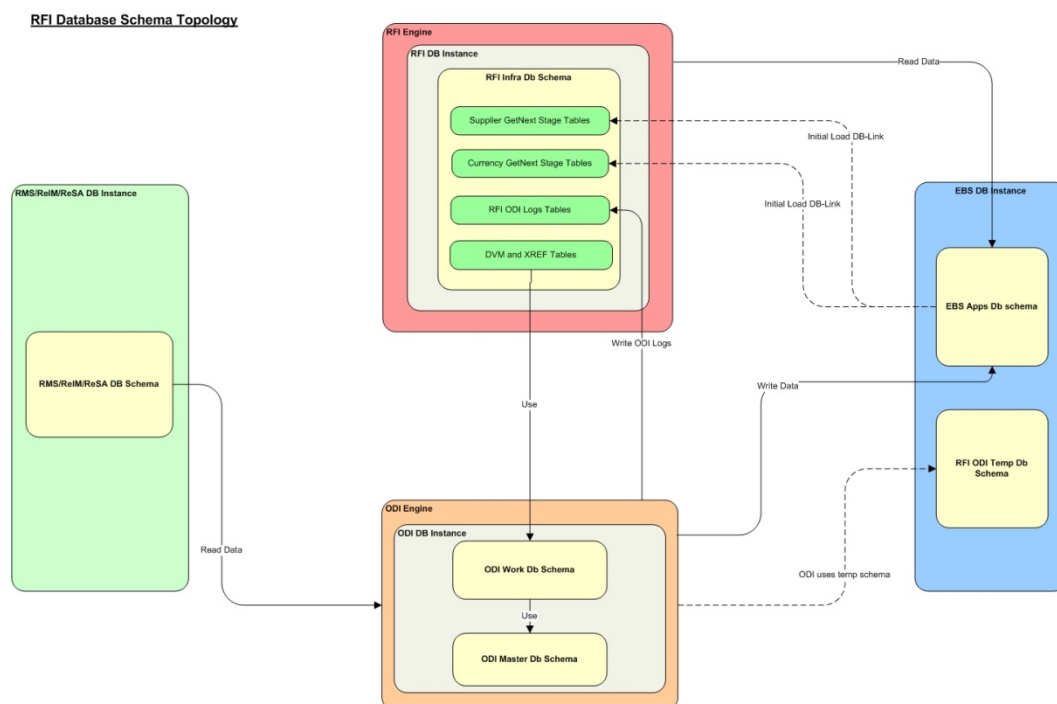 RFI Database Schema Topology
RFI Engine
RFI DB Instance
RFI Infra Db Schema
Supplier GetNext Stage Tables
Currency GetNext Stage Tables
RFI ODI Logs Tables
DVM and XREF Tables
Read Data
Initial Load DB-Link
Initial Load DB-Link
RMS/ReIM/ReSA DB Instance
RMS/ReIM/ReSA DB Schema
EBS DB Instance
EBS Apps Db schema
RFI ODI Temp Db
Schema
Write ODI Logs
Write Data
Use
Read Data
ODI Engine
ODI DB Instance
ODI Work Db Schema
Use
ODI Master Db Schema
ODI uses temp schema